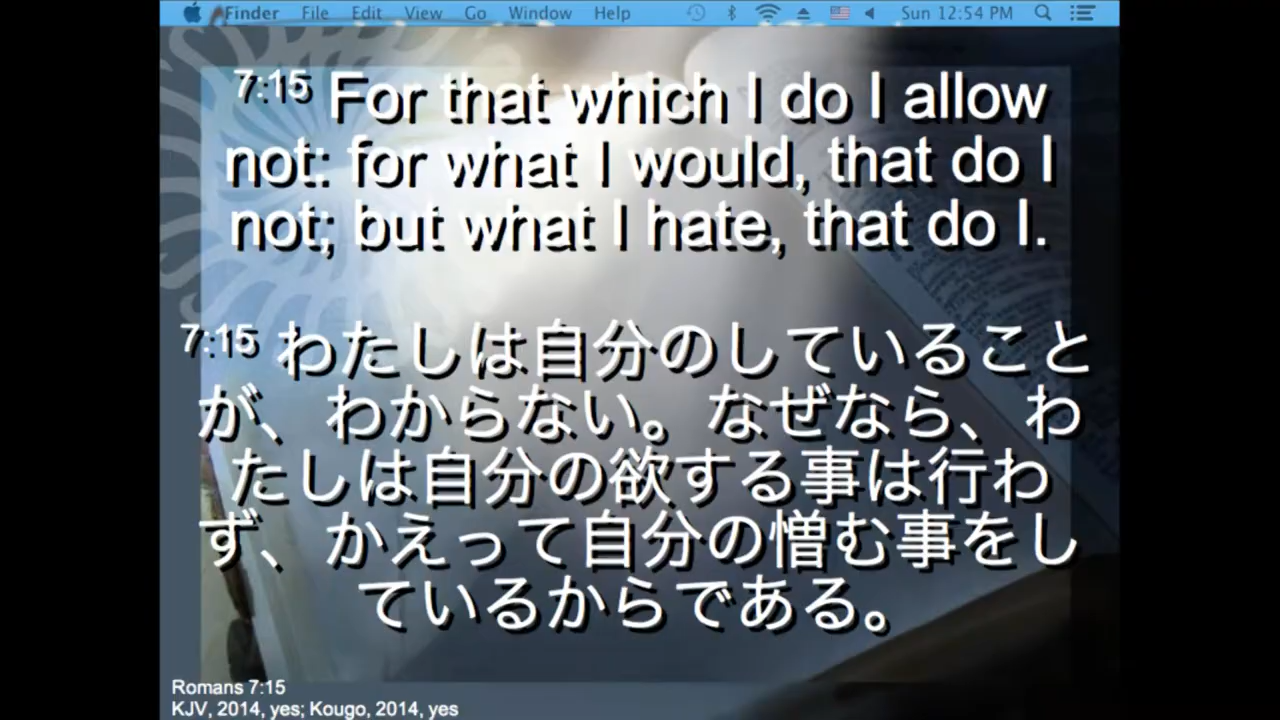 Finder File Edit View Go Window Help Sun 12:54 PM
7:15 For that which I do I allow
not: for what I would, that do I
not; but what I hate, that do I.
7:15 わたしは自分のしていること
が、わからない。なぜなら、わ
たしは自分の欲する事は行わ
ず、かえって自分の憎む事をし
ているからである。
Romans 7:15
KJV, 2014, yes; Kougo, 2014, yes